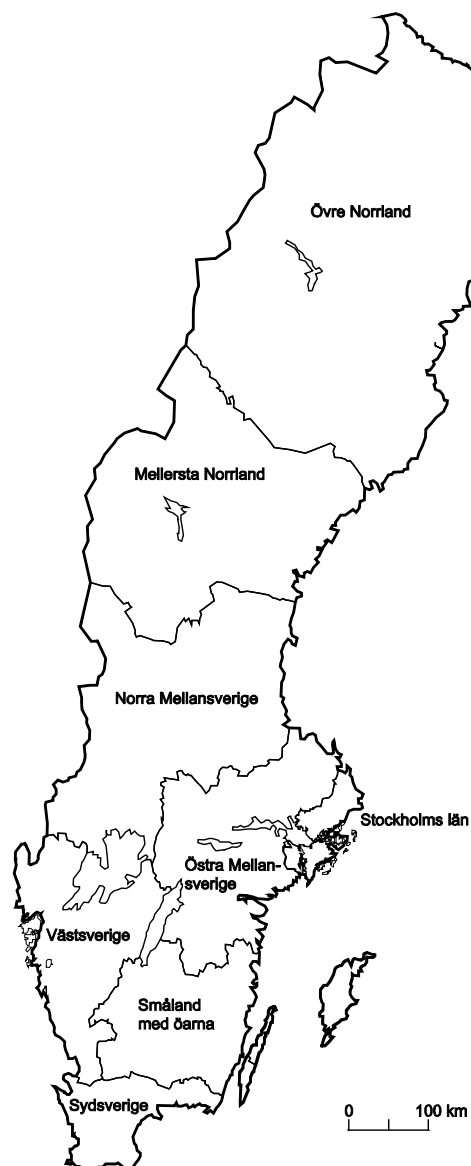 Övre Norrland
Mellersta Norrland
Norra Mellansverige
Stockholms län
Östra Mellan-
sverige
Västsverige
Småland
med öarna
Sydsverige
0 100 km